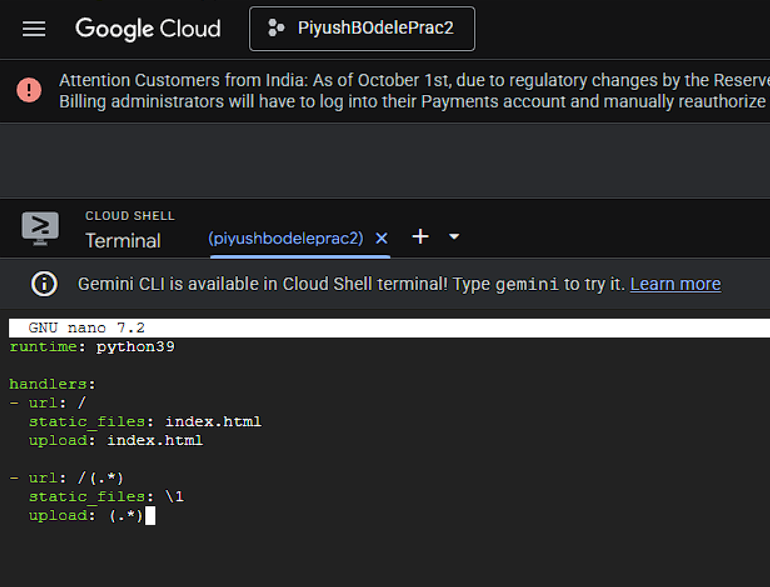 Google Cloud
PiyushBOdelePrac2
Attention Customers from India: As of October 1st, due to regulatory changes by the Reserve
Billing administrators will have to log into their Payments account and manually reauthorize
CLOUD SHELL
Terminal
(piyushbodeleprac2)
Gemini CLI is available in Cloud Shell terminal! Type gemini to try it. Learn more
GNU nano 7.2
runtime: python39
handlers:
- url: /
static_files: index.html
upload: index.html
- url: /(.*)
static_files: \1
upload: (.*)